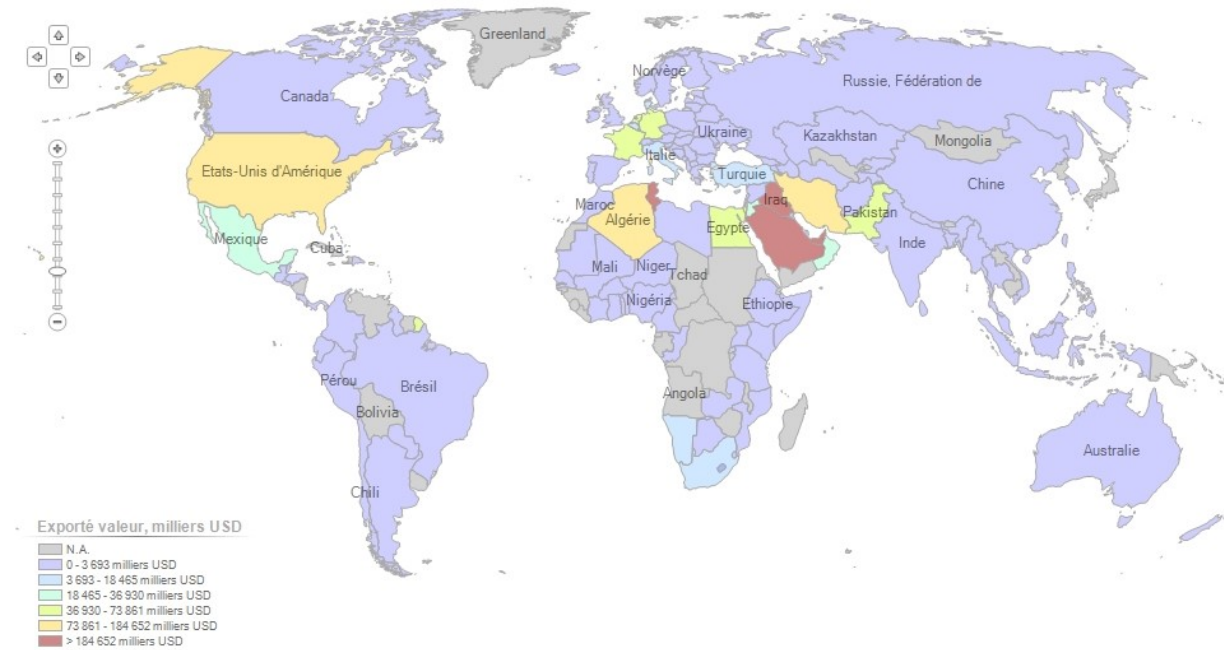 Greenland
Norvège
Russie, Fédération de
Canada
Ukraine
Kazakhstan
Mongolia
Italie
Etats-Unis d'Amérique
Turquie
Chine
Maroc
Iraq
Algérie
Pakistan
Egypte
Mexique
Inde
Cuba
Mali
Niger
Tchad
Nigéria
Ethiopie
Pérou
Brésil
Angola
Bolivia
Australie
Chili
Exporté valeur, milliers USD
N.A.
0 - 3 693 milliers USD
3 693 - 18 465 milliers USD
18 465 - 36 930 milliers USD
36 930 - 73 861 milliers USD
73 861 - 184 652 milliers USD
> 184 652 milliers USD